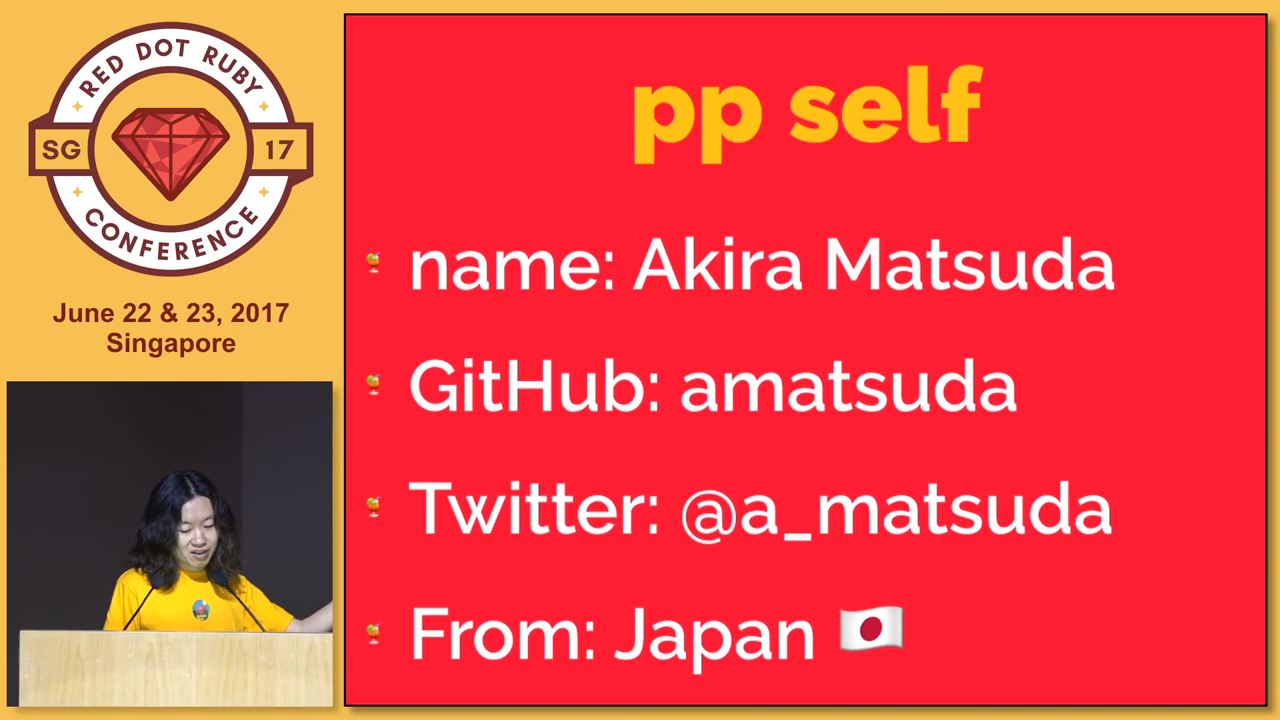 RED DOT RUBY
SG 17
CONFERENCE
June 22 & 23, 2017
Singapore
pp self
name: Akira Matsuda
GitHub: amatsuda
Twitter: @a_matsuda
From: Japan 🇯🇵